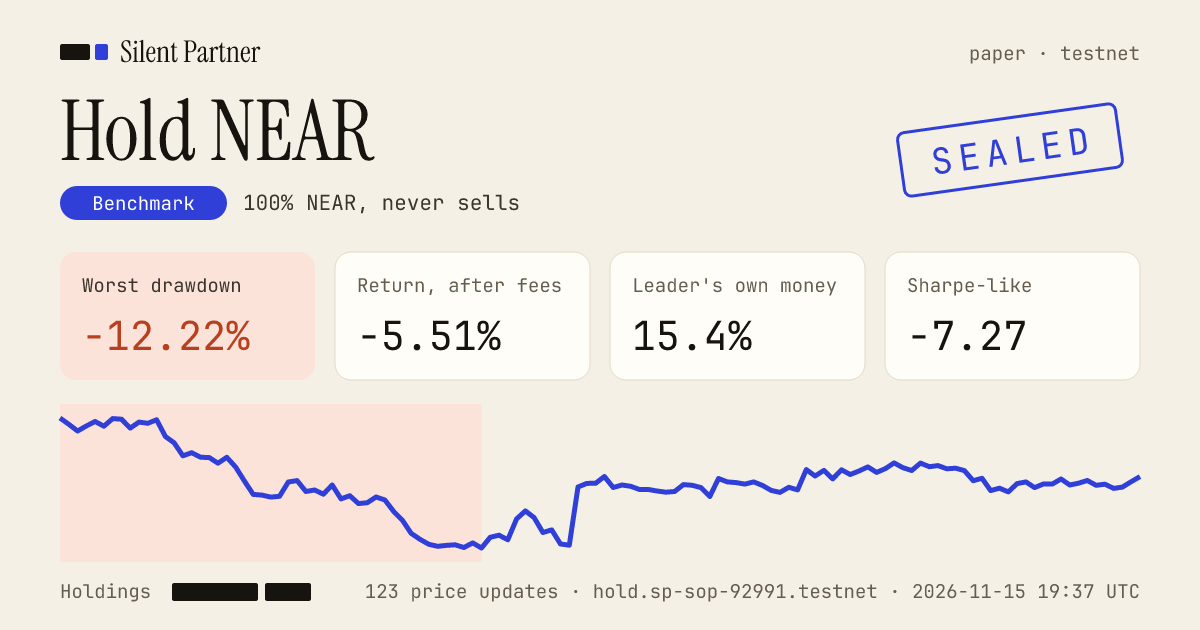 Silent Partner
paper · testnet
Hold NEAR
SEALED
Benchmark
100% NEAR, never sells
Worst drawdown
-12.22%
Return, after fees
-5.51%
Leader's own money
15.4%
Sharpe-like
-7.27
Holdings
123 price updates · hold.sp-sop-92991.testnet · 2026-11-15 19:37 UTC